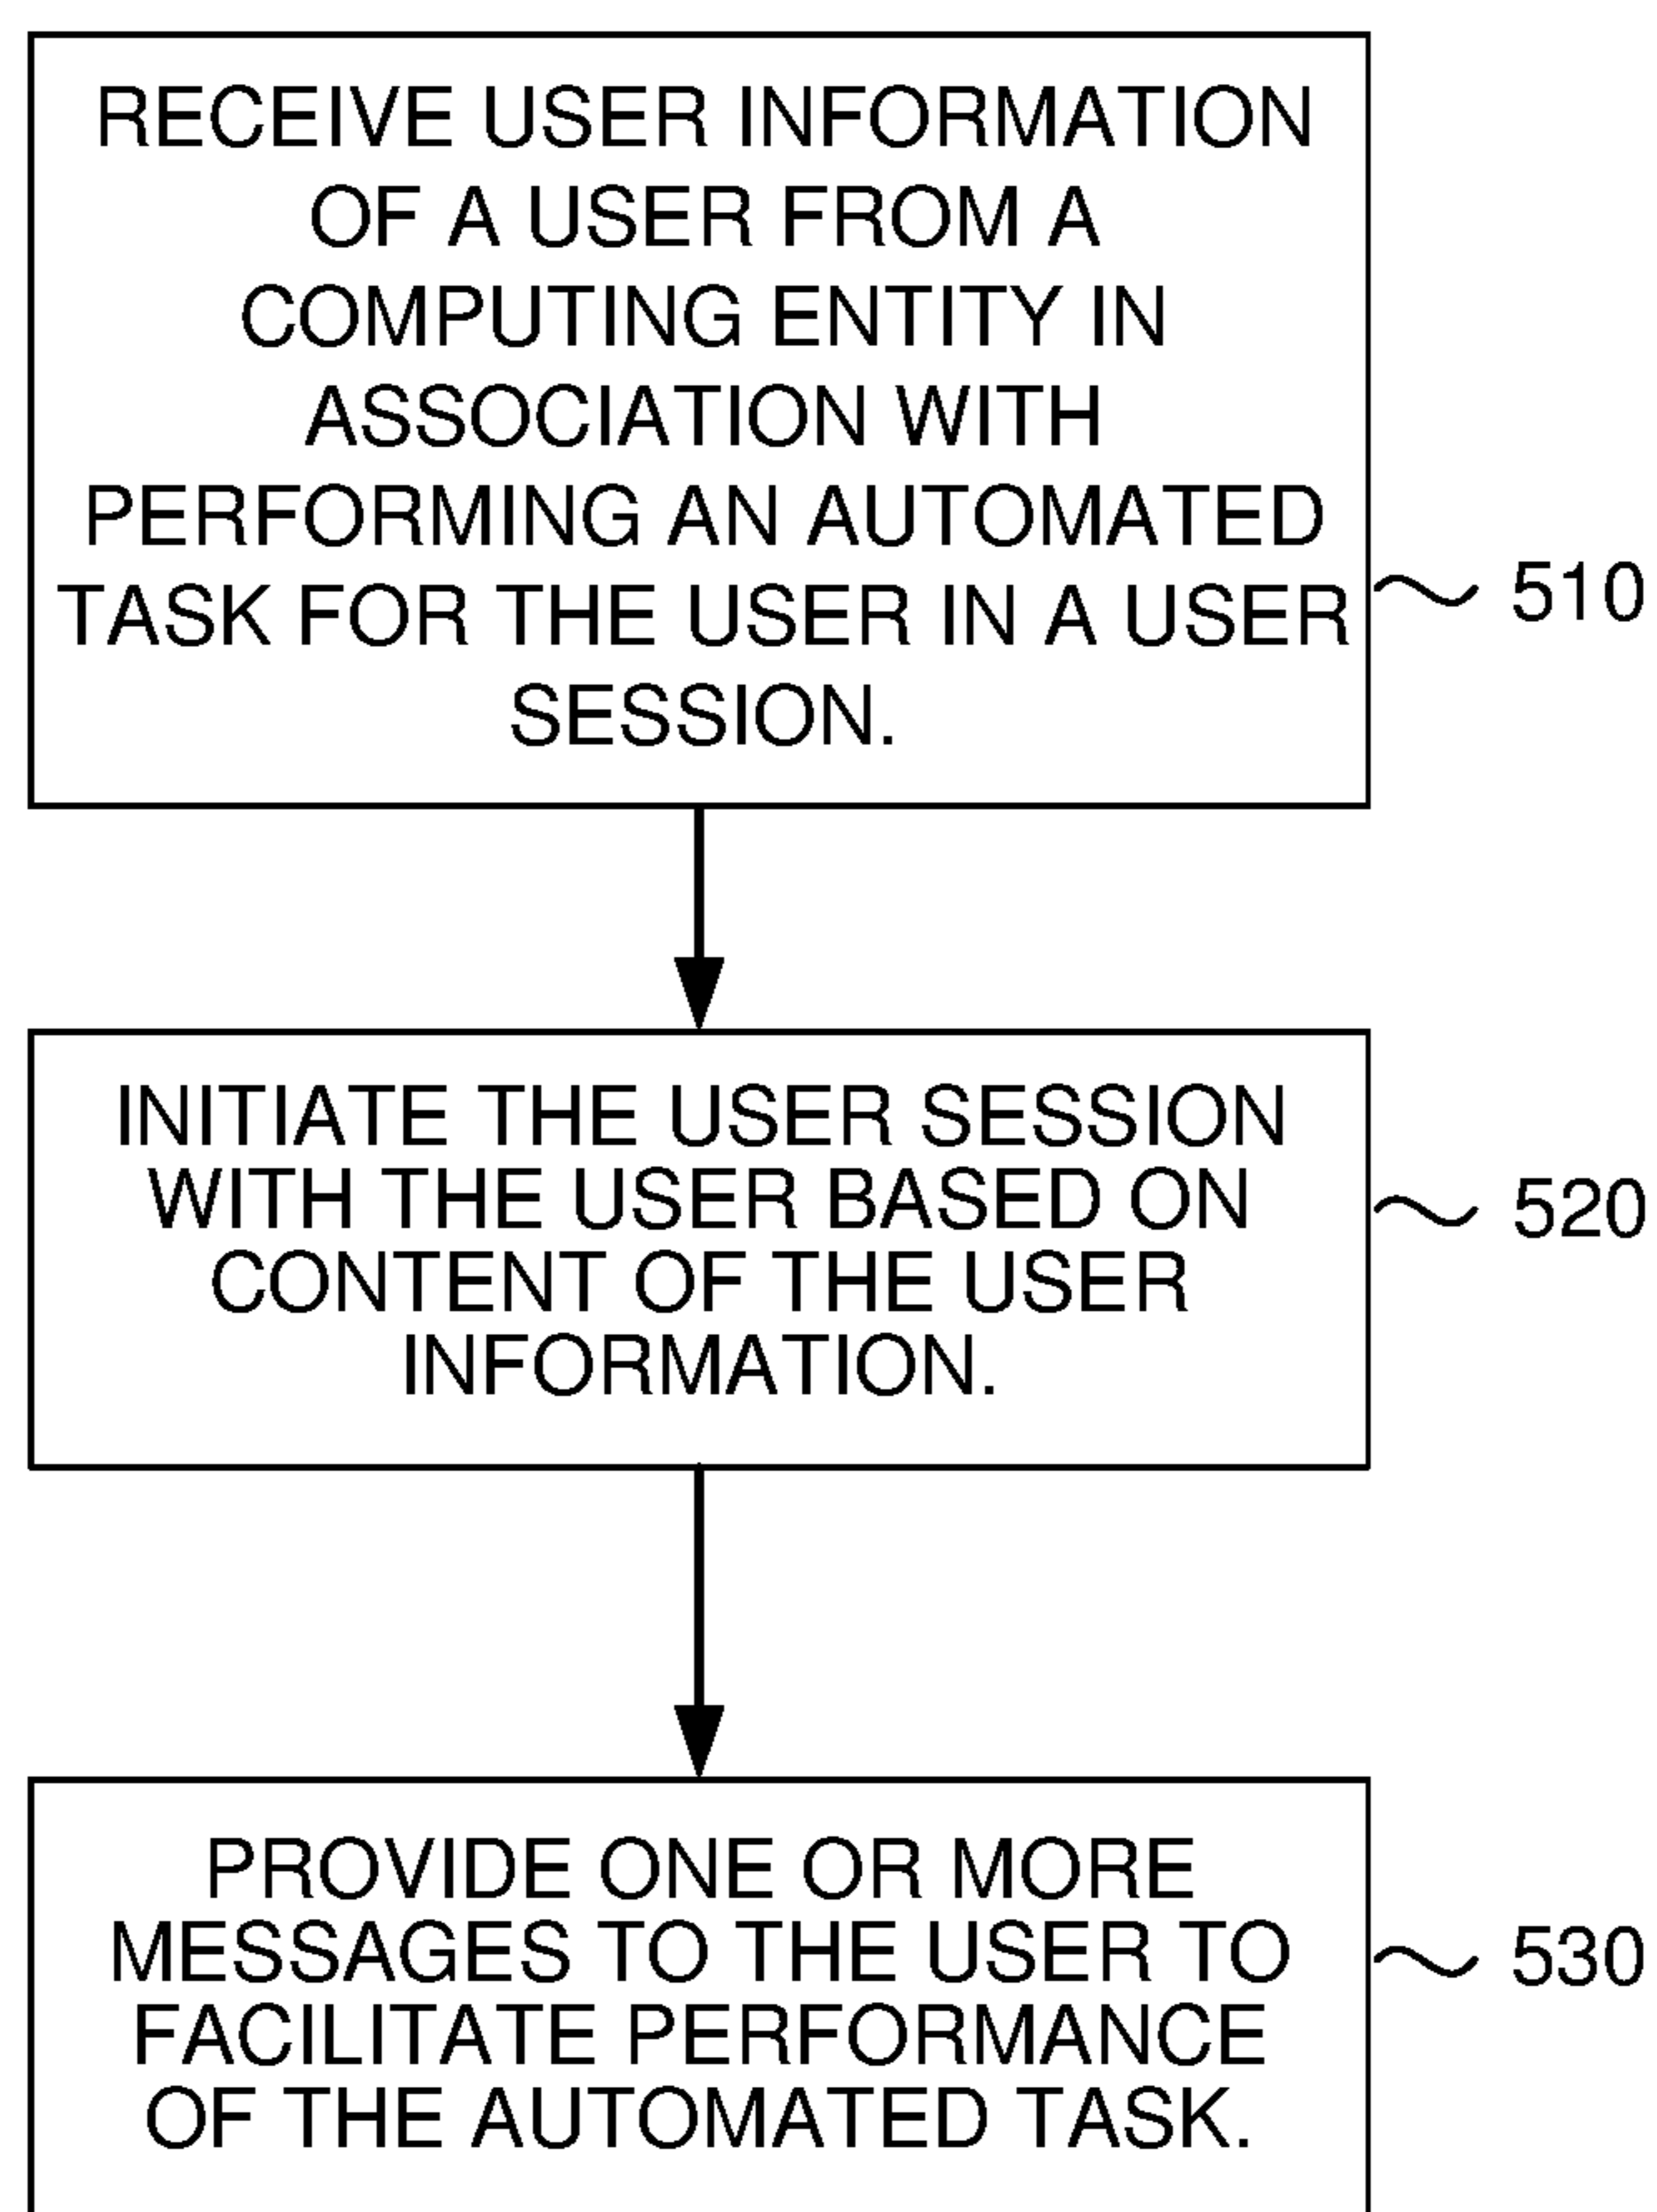 RECEIVE USER INFORMATION
OF A USER FROM A
COMPUTING ENTITY IN
ASSOCIATION WITH
PERFORMING AN AUTOMATED
TASK FOR THE USER IN A USER
SESSION.
510
INITIATE THE USER SESSION
WITH THE USER BASED ON
CONTENT OF THE USER
INFORMATION.
520
PROVIDE ONE OR MORE
MESSAGES TO THE USER TO
FACILITATE PERFORMANCE
OF THE AUTOMATED TASK.
530